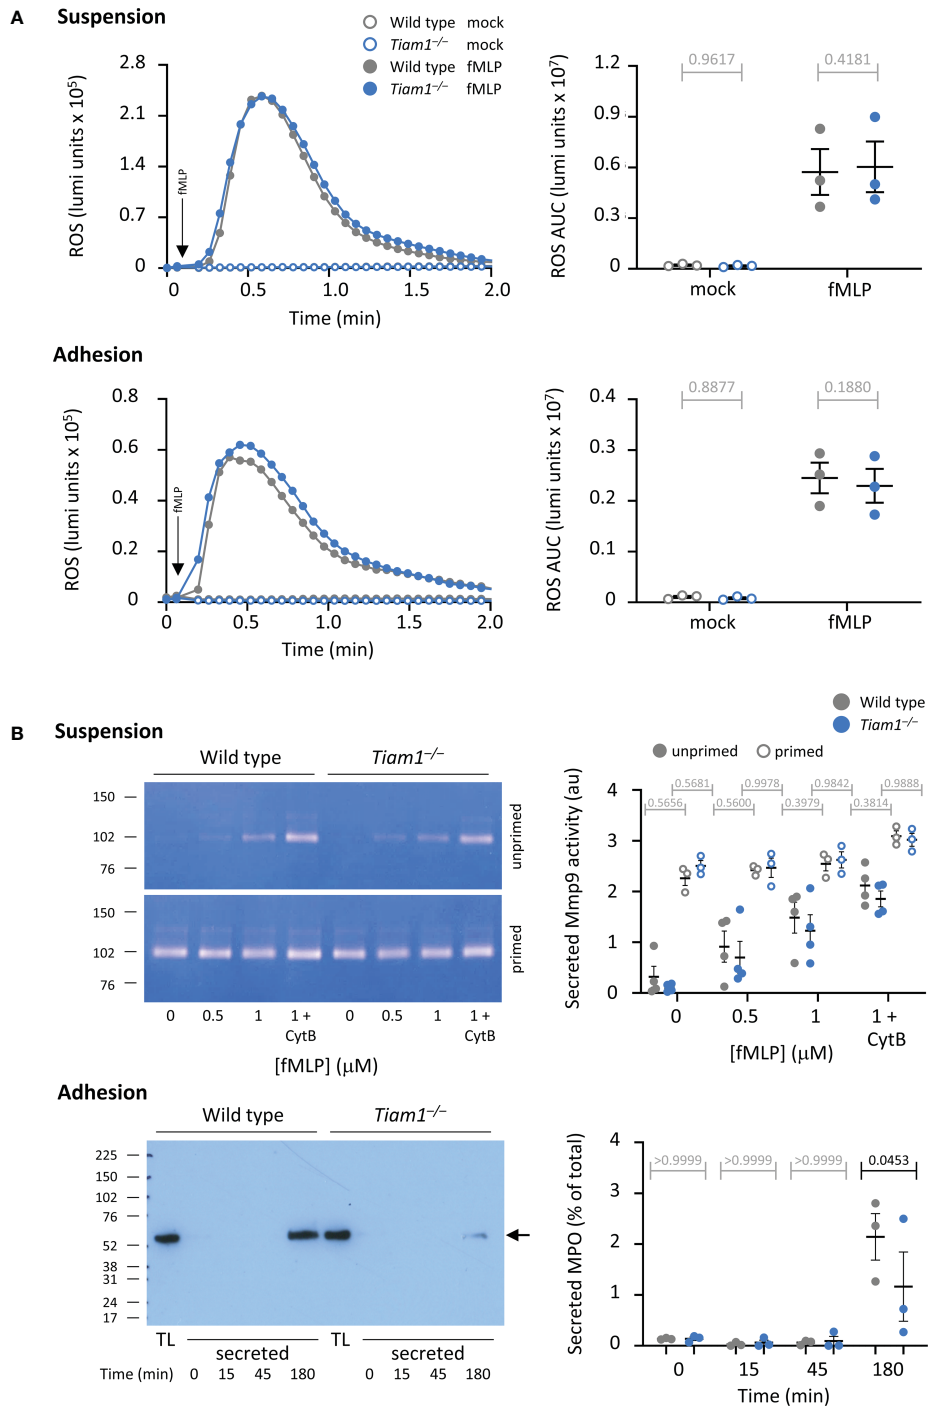 A
Suspension
Wild type mock
Tiam1–/– mock
Wild type fMLP
Tiam1–/– fMLP
ROS (lumi units x 10⁵)
2.8
2.1
1.4
0.7
0
fMLP
0 0.5 1.0 1.5 2.0
Time (min)
ROS AUC (lumi units x 10⁷)
1.2
0.9
0.6
0.3
0
0.9617 0.4181
mock fMLP
Adhesion
ROS (lumi units x 10⁵)
0.8
0.6
0.4
0.2
0
fMLP
0 0.5 1.0 1.5 2.0
Time (min)
ROS AUC (lumi units x 10⁷)
0.4
0.3
0.2
0.1
0
0.8877 0.1880
mock fMLP
B
Suspension
Wild type Tiam1–/–
150
102
76
unprimed
150
102
76
primed
0 0.5 1 1 + CytB 0 0.5 1 1 + CytB
[fMLP] (μM)
Wild type
Tiam1–/–
unprimed primed
Secreted Mmp9 activity (au)
4
3
2
1
0
0.5681 0.9978 0.9842 0.9888
0.5656 0.5600 0.3979 0.3814
0 0.5 1 1 +
CytB
[fMLP] (μM)
Adhesion
Wild type Tiam1–/–
225
150
102
76
52
38
31
24
17
TL TL
secreted secreted
Time (min) 0 15 45 180 0 15 45 180
Secreted MPO (% of total)
4
3
2
1
0
>0.9999 >0.9999 >0.9999 0.0453
0 15 45 180
Time (min)